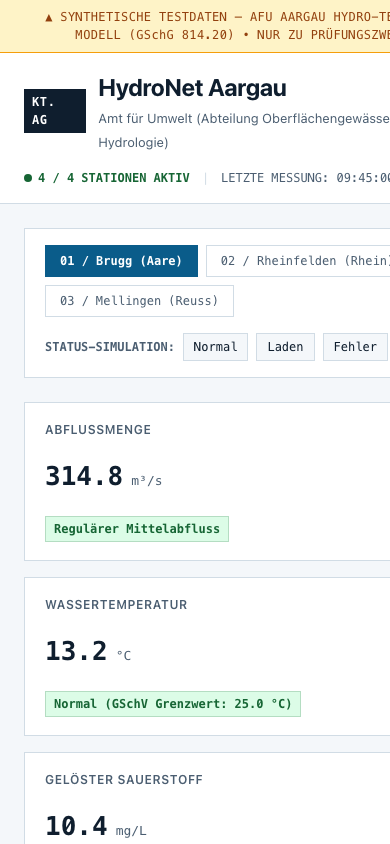 ▲ SYNTHETISCHE TESTDATEN — AFU AARGAU HYDRO-TE
MODELL (GSchG 814.20) • NUR ZU PRÜFUNGSZWE
KT. AG
HydroNet Aargau
Amt für Umwelt (Abteilung Oberflächengewässe
Hydrologie)
4 / 4 STATIONEN AKTIV
LETZTE MESSUNG: 09:45:00
01 / Brugg (Aare)
02 / Rheinfelden (Rhein)
03 / Mellingen (Reuss)
STATUS-SIMULATION:
Normal
Laden
Fehler
ABFLUSSMENGE
314.8 m³/s
Regulärer Mittelabfluss
WASSERTEMPERATUR
13.2 °C
Normal (GSchV Grenzwert: 25.0 °C)
GELÖSTER SAUERSTOFF
10.4 mg/L